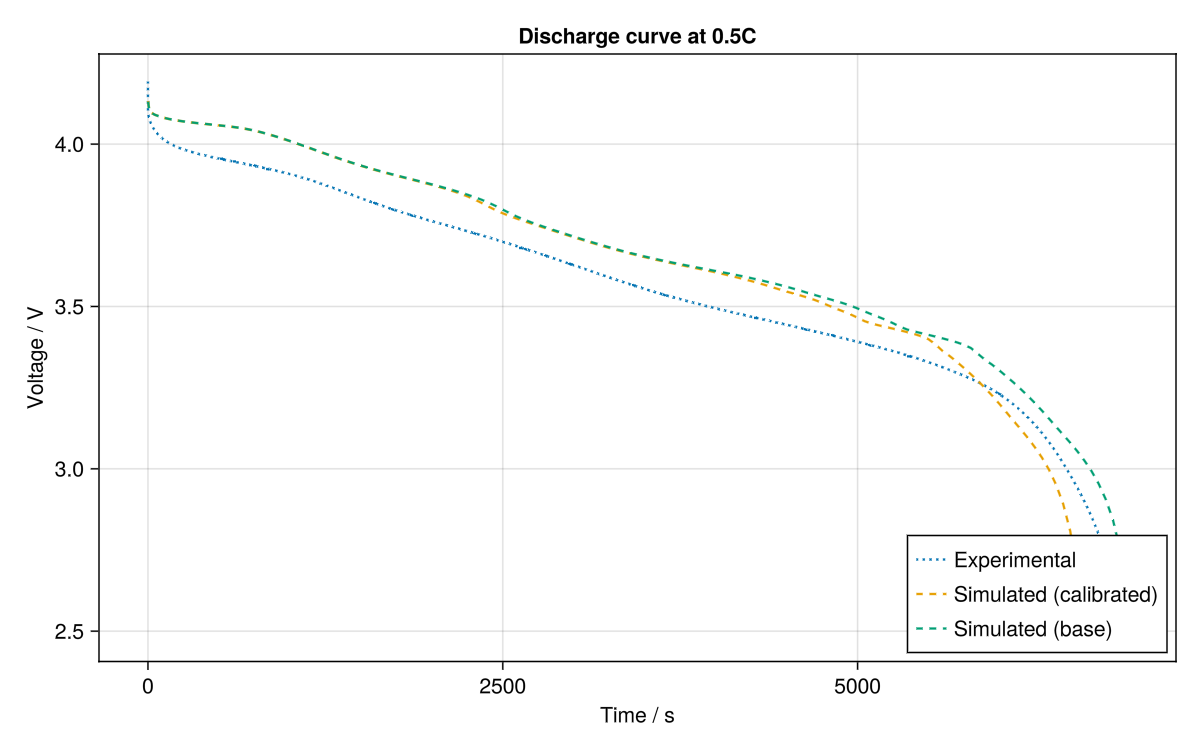 Discharge curve at 0.5C
Voltage / V
4.0
3.5
3.0
2.5
0
2500
5000
Time / s
Experimental
Simulated (calibrated)
Simulated (base)